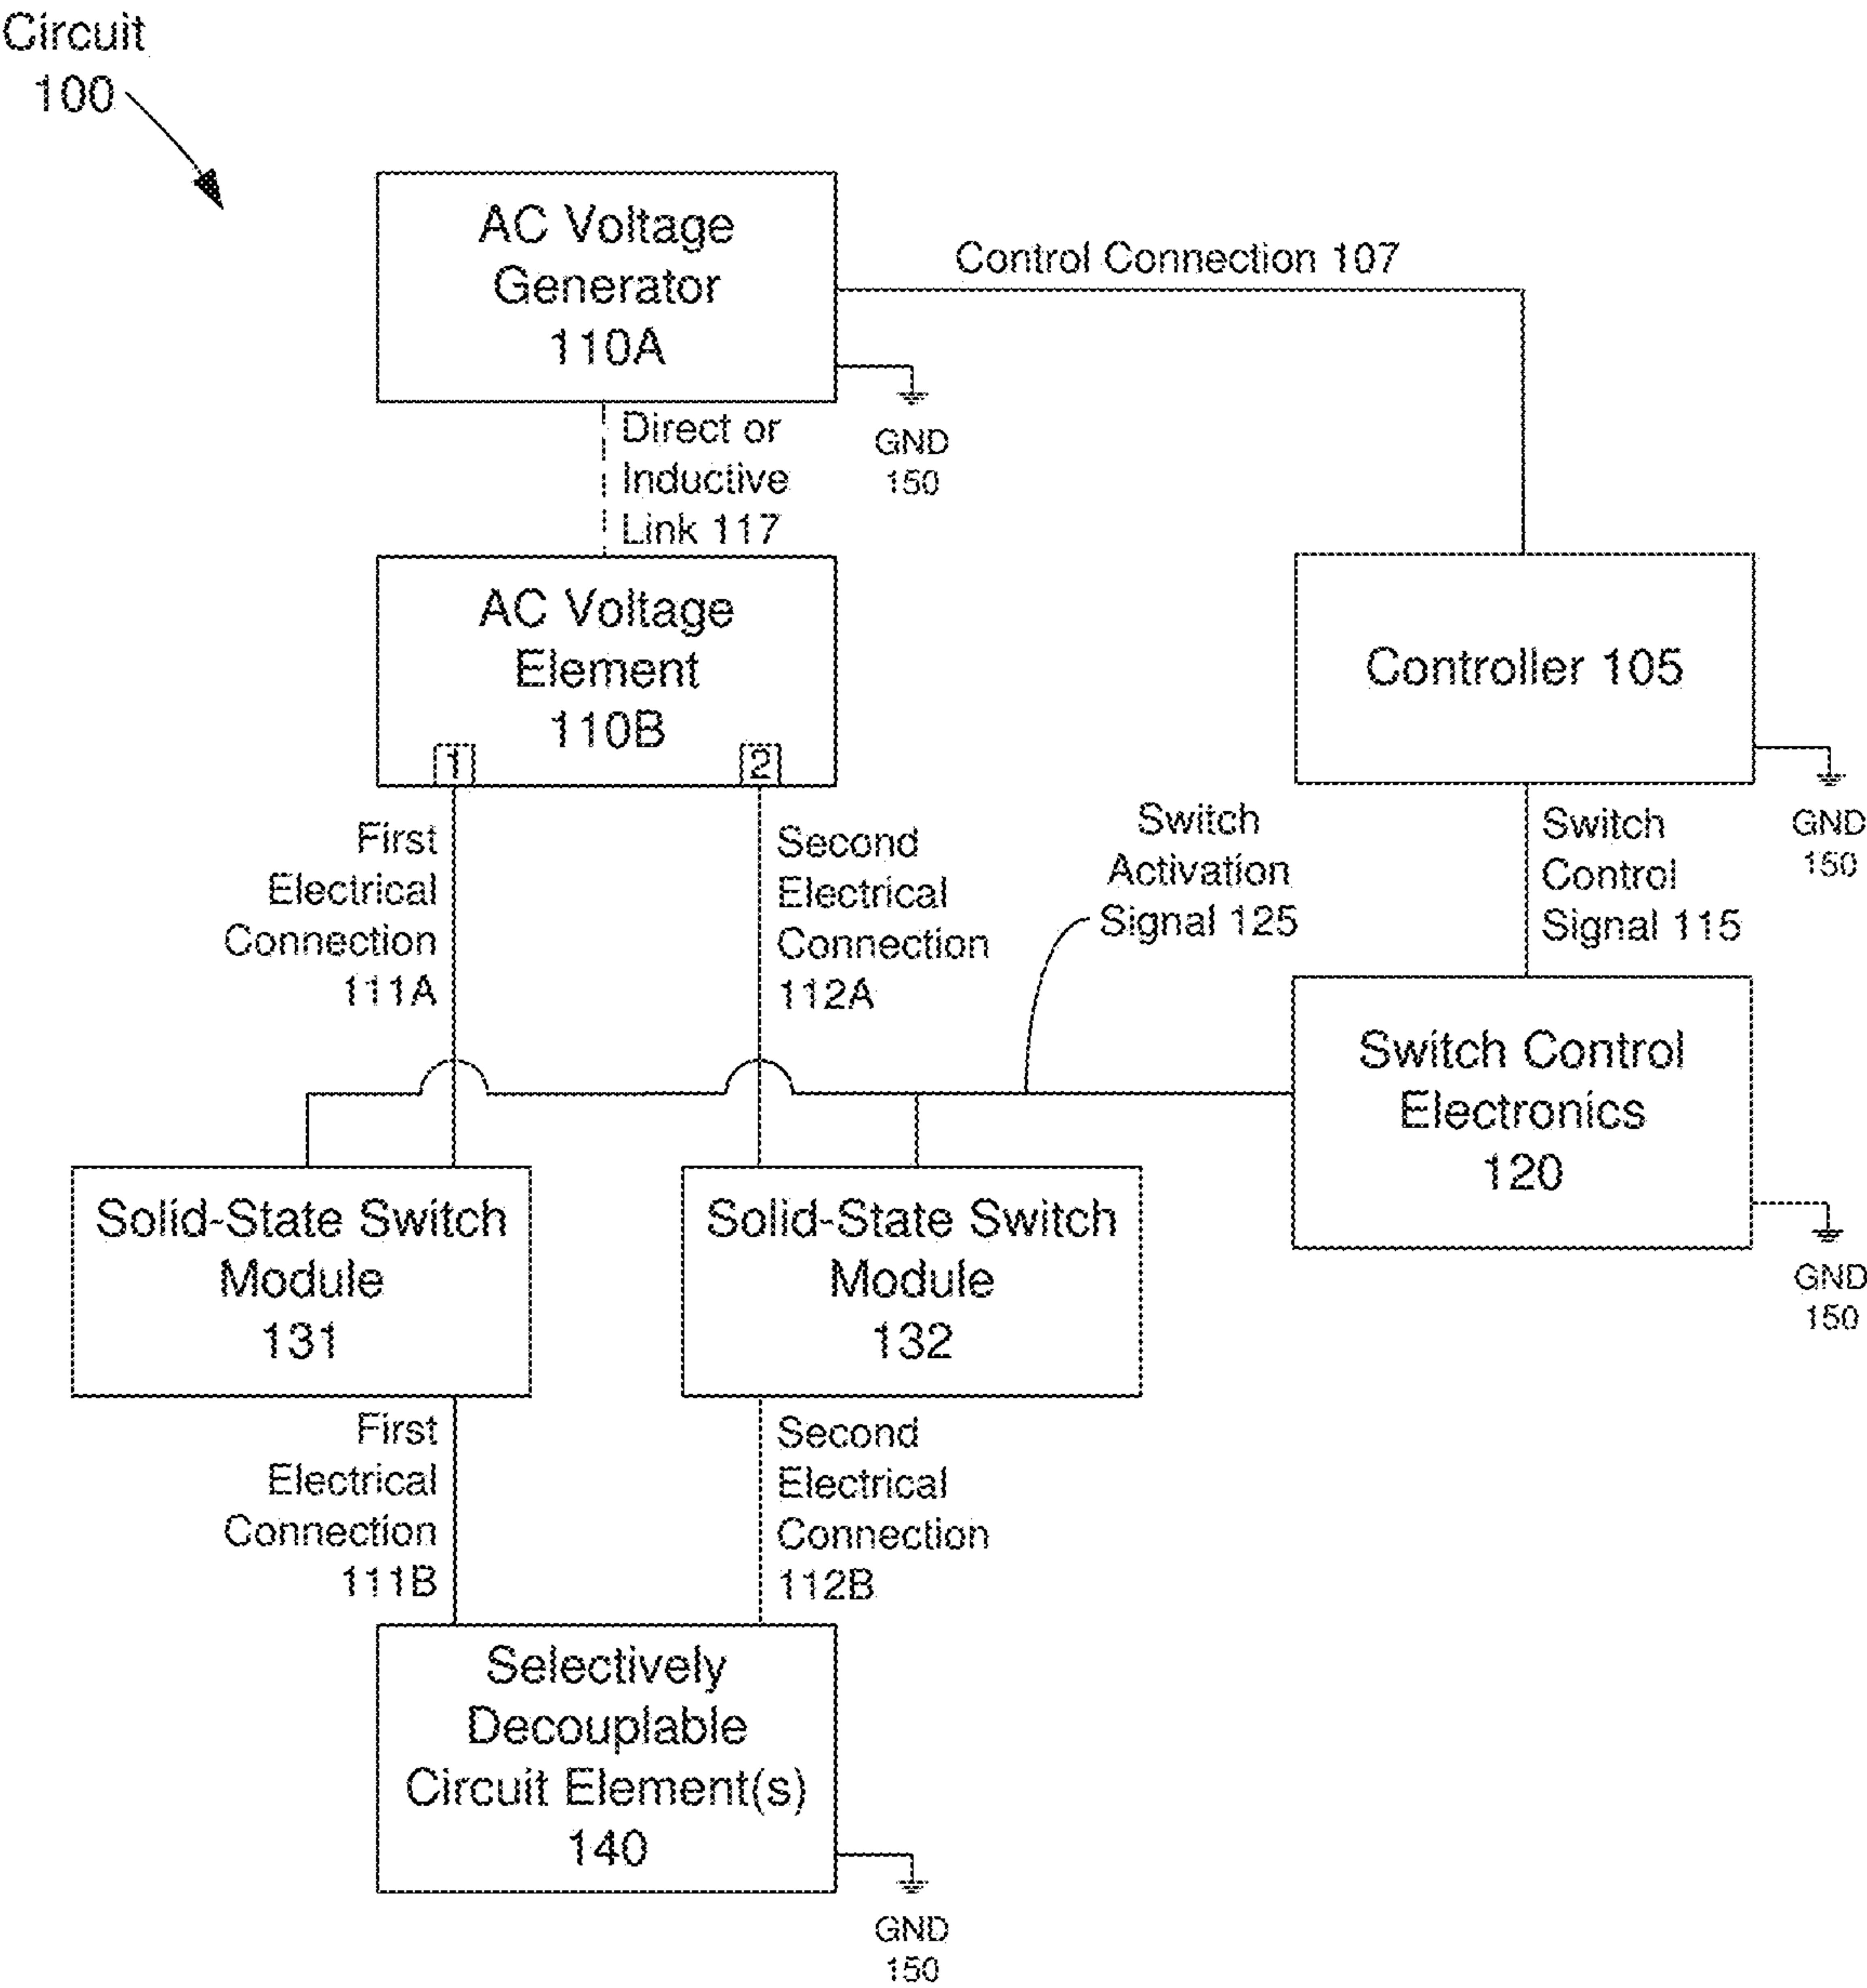 Circuit
100
AC Voltage
Generator
110A
Control Connection 107
GND
150
Direct or
Inductive
Link 117
AC Voltage
Element
110B
1
2
Controller 105
GND
150
First
Electrical
Connection
111A
Second
Electrical
Connection
112A
Switch
Activation
Signal 125
Switch
Control
Signal 115
Switch Control
Electronics
120
GND
150
Solid-State Switch
Module
131
Solid-State Switch
Module
132
First
Electrical
Connection
111B
Second
Electrical
Connection
112B
Selectively
Decouplable
Circuit Element(s)
140
GND
150